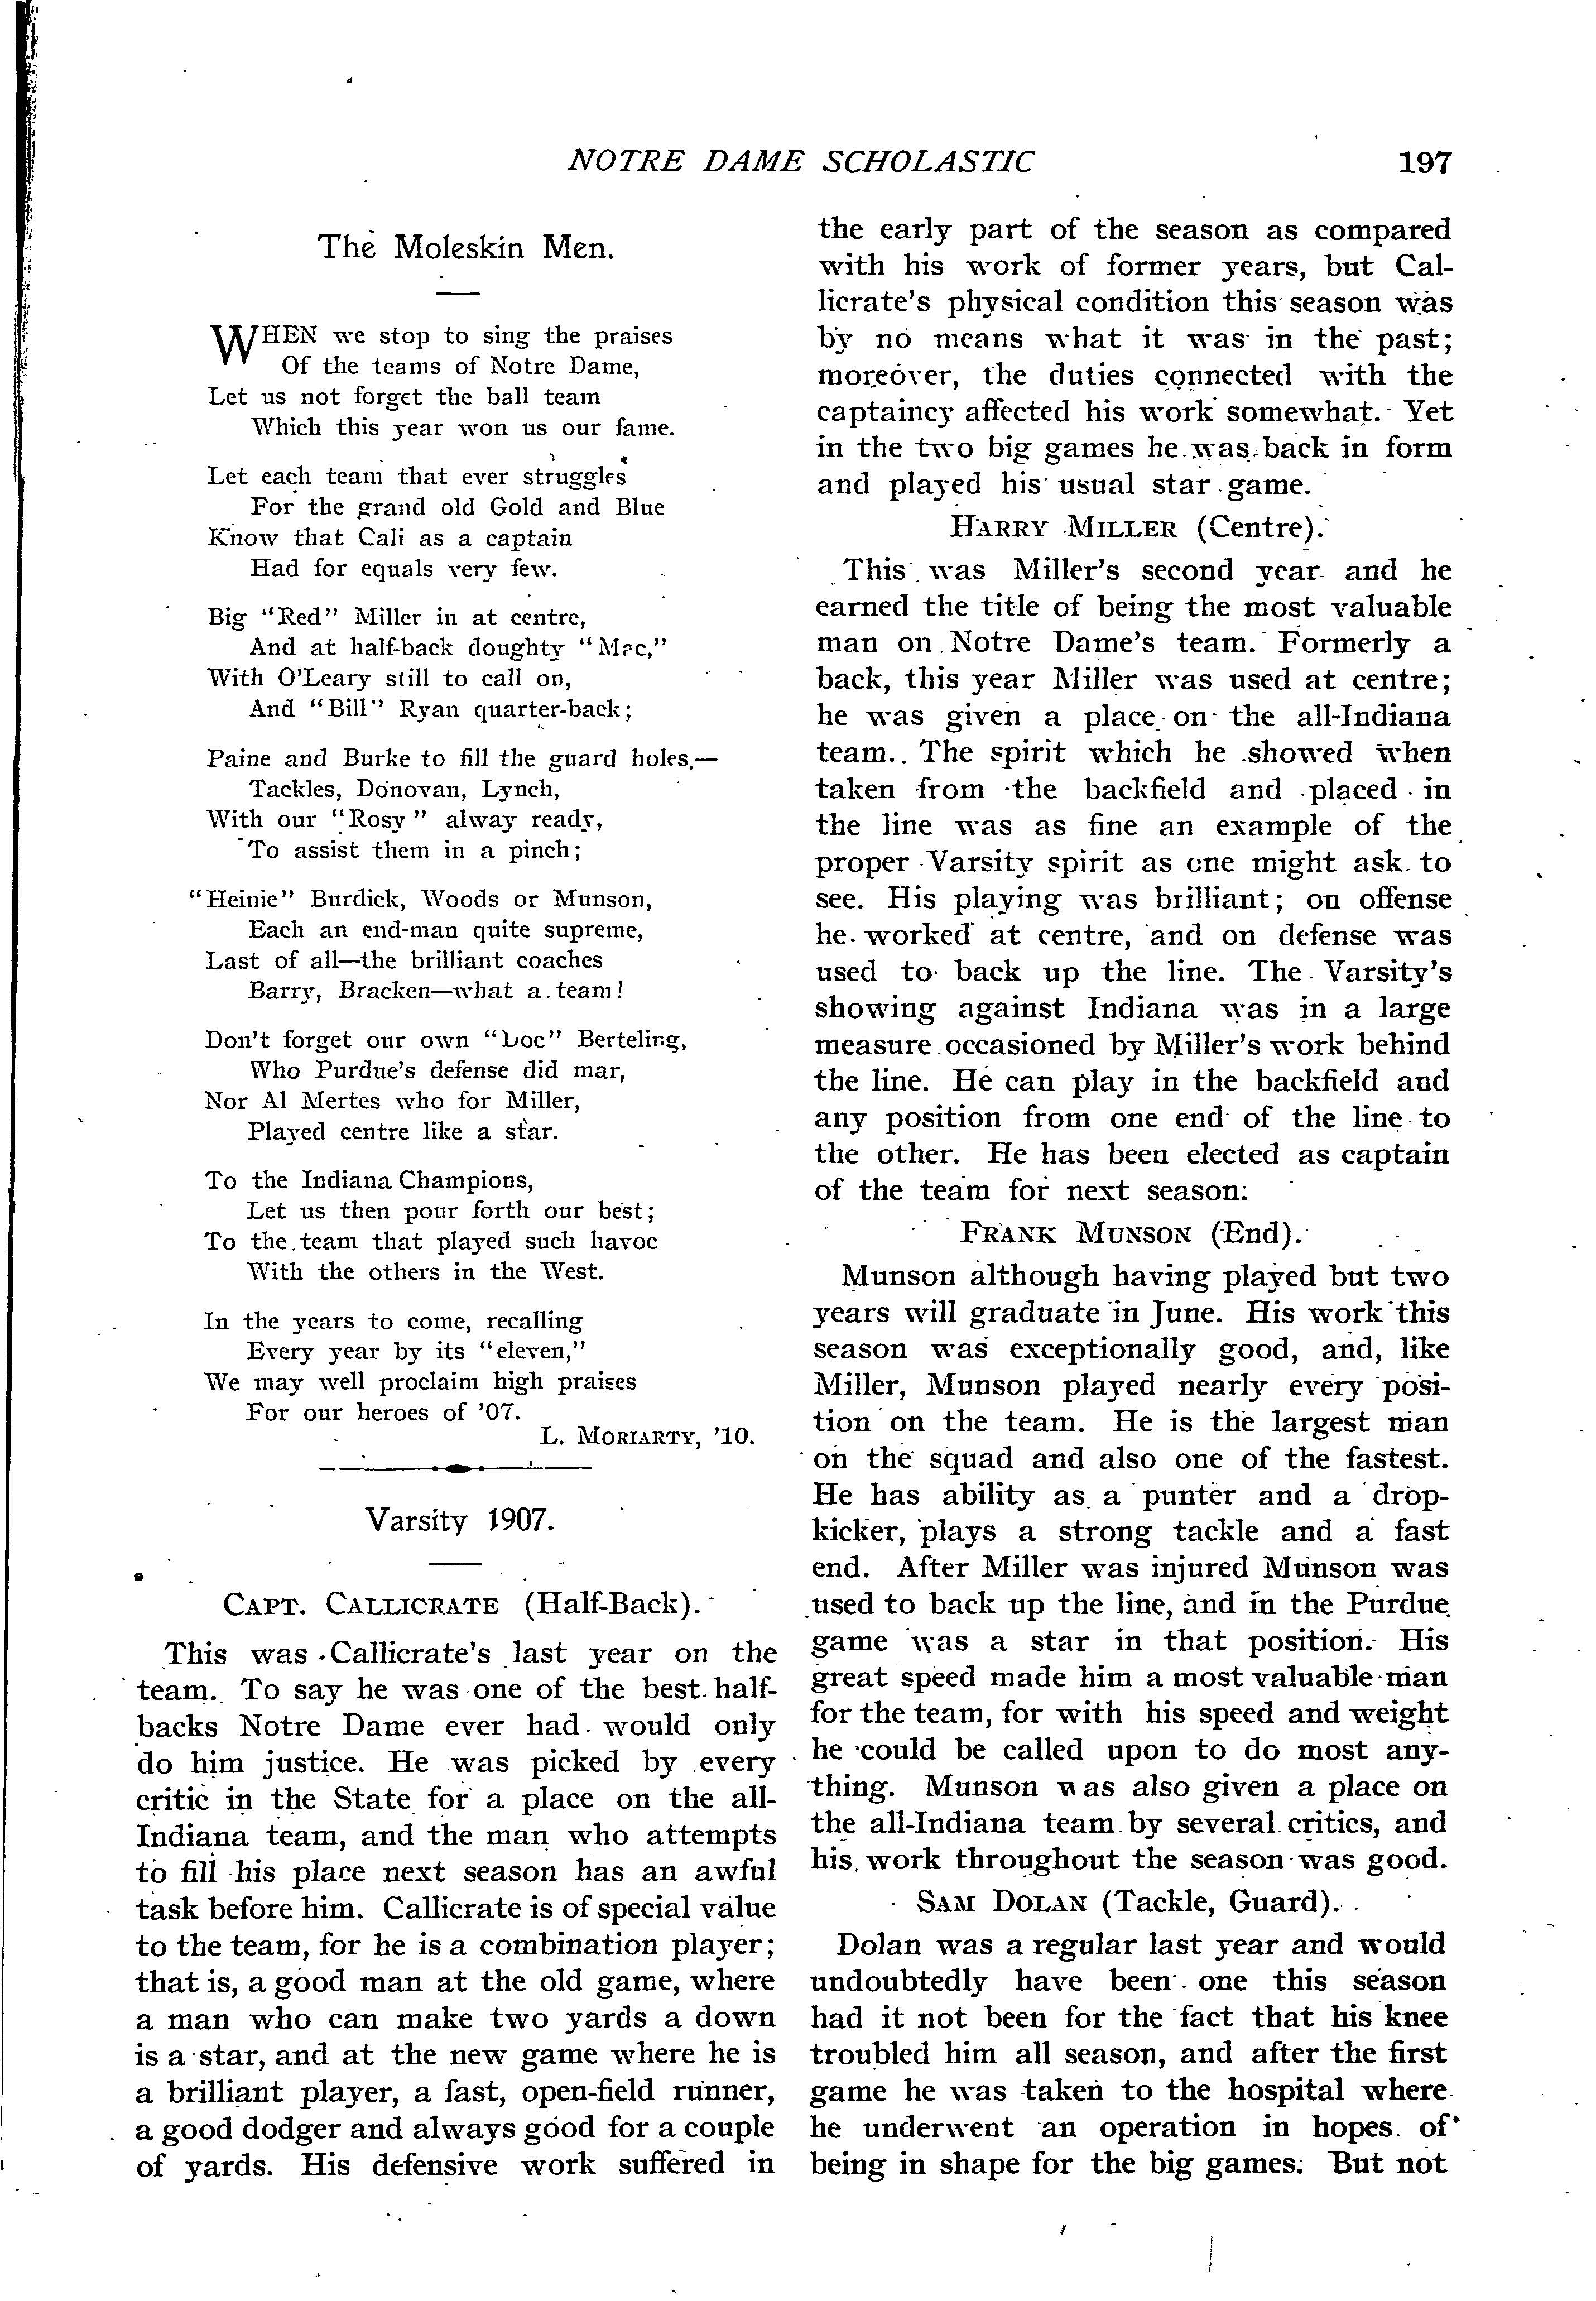 NOTRE DAME SCHOLASTIC 197
The Moleskin Men.
WHEN we stop to sing the praises
Of the teams of Notre Dame,
Let us not forget the ball team
Which this year won us our fame.
Let each team that ever struggles
For the grand old Gold and Blue
Know that Cali as a captain
Had for equals very few.
Big "Red" Miller in at centre,
And at half-back doughty "Mac,"
With O'Leary still to call on,
And "Bill" Ryan quarter-back;
Paine and Burke to fill the guard holes,—
Tackles, Donovan, Lynch,
With our "Rosy" alway ready,
To assist them in a pinch;
"Heinie" Burdick, Woods or Munson,
Each an end-man quite supreme,
Last of all—the brilliant coaches
Barry, Bracken—what a team!
Don't forget our own "Doc" Berteling,
Who Purdue's defense did mar,
Nor Al Mertes who for Miller,
Played centre like a star.
To the Indiana Champions,
Let us then pour forth our best;
To the team that played such havoc
With the others in the West.
In the years to come, recalling
Every year by its "eleven,"
We may well proclaim high praises
For our heroes of '07.
L. MORIARTY, '10.
Varsity 1907.
CAPT. CALLICRATE (Half-Back).
This was Callicrate's last year on the
team. To say he was one of the best half-
backs Notre Dame ever had would only
do him justice. He was picked by every
critic in the State for a place on the all-
Indiana team, and the man who attempts
to fill his place next season has an awful
task before him. Callicrate is of special value
to the team, for he is a combination player;
that is, a good man at the old game, where
a man who can make two yards a down
is a star, and at the new game where he is
a brilliant player, a fast, open-field runner,
a good dodger and always good for a couple
of yards. His defensive work suffered in
the early part of the season as compared
with his work of former years, but Cal-
licrate's physical condition this season was
by no means what it was in the past;
moreover, the duties connected with the
captaincy affected his work somewhat. Yet
in the two big games he was back in form
and played his usual star game.
HARRY MILLER (Centre).
This was Miller's second year and he
earned the title of being the most valuable
man on Notre Dame's team. Formerly a
back, this year Miller was used at centre;
he was given a place on the all-Indiana
team. The spirit which he showed when
taken from the backfield and placed in
the line was as fine an example of the
proper Varsity spirit as one might ask to
see. His playing was brilliant; on offense
he worked at centre, and on defense was
used to back up the line. The Varsity's
showing against Indiana was in a large
measure occasioned by Miller's work behind
the line. He can play in the backfield and
any position from one end of the line to
the other. He has been elected as captain
of the team for next season.
FRANK MUNSON (End).
Munson although having played but two
years will graduate in June. His work this
season was exceptionally good, and, like
Miller, Munson played nearly every posi-
tion on the team. He is the largest man
on the squad and also one of the fastest.
He has ability as a punter and a drop-
kicker, plays a strong tackle and a fast
end. After Miller was injured Munson was
used to back up the line, and in the Purdue
game was a star in that position. His
great speed made him a most valuable man
for the team, for with his speed and weight
he could be called upon to do most any-
thing. Munson was also given a place on
the all-Indiana team by several critics, and
his work throughout the season was good.
SAM DOLAN (Tackle, Guard).
Dolan was a regular last year and would
undoubtedly have been one this season
had it not been for the fact that his knee
troubled him all season, and after the first
game he was taken to the hospital where
he underwent an operation in hopes of
being in shape for the big games. But not